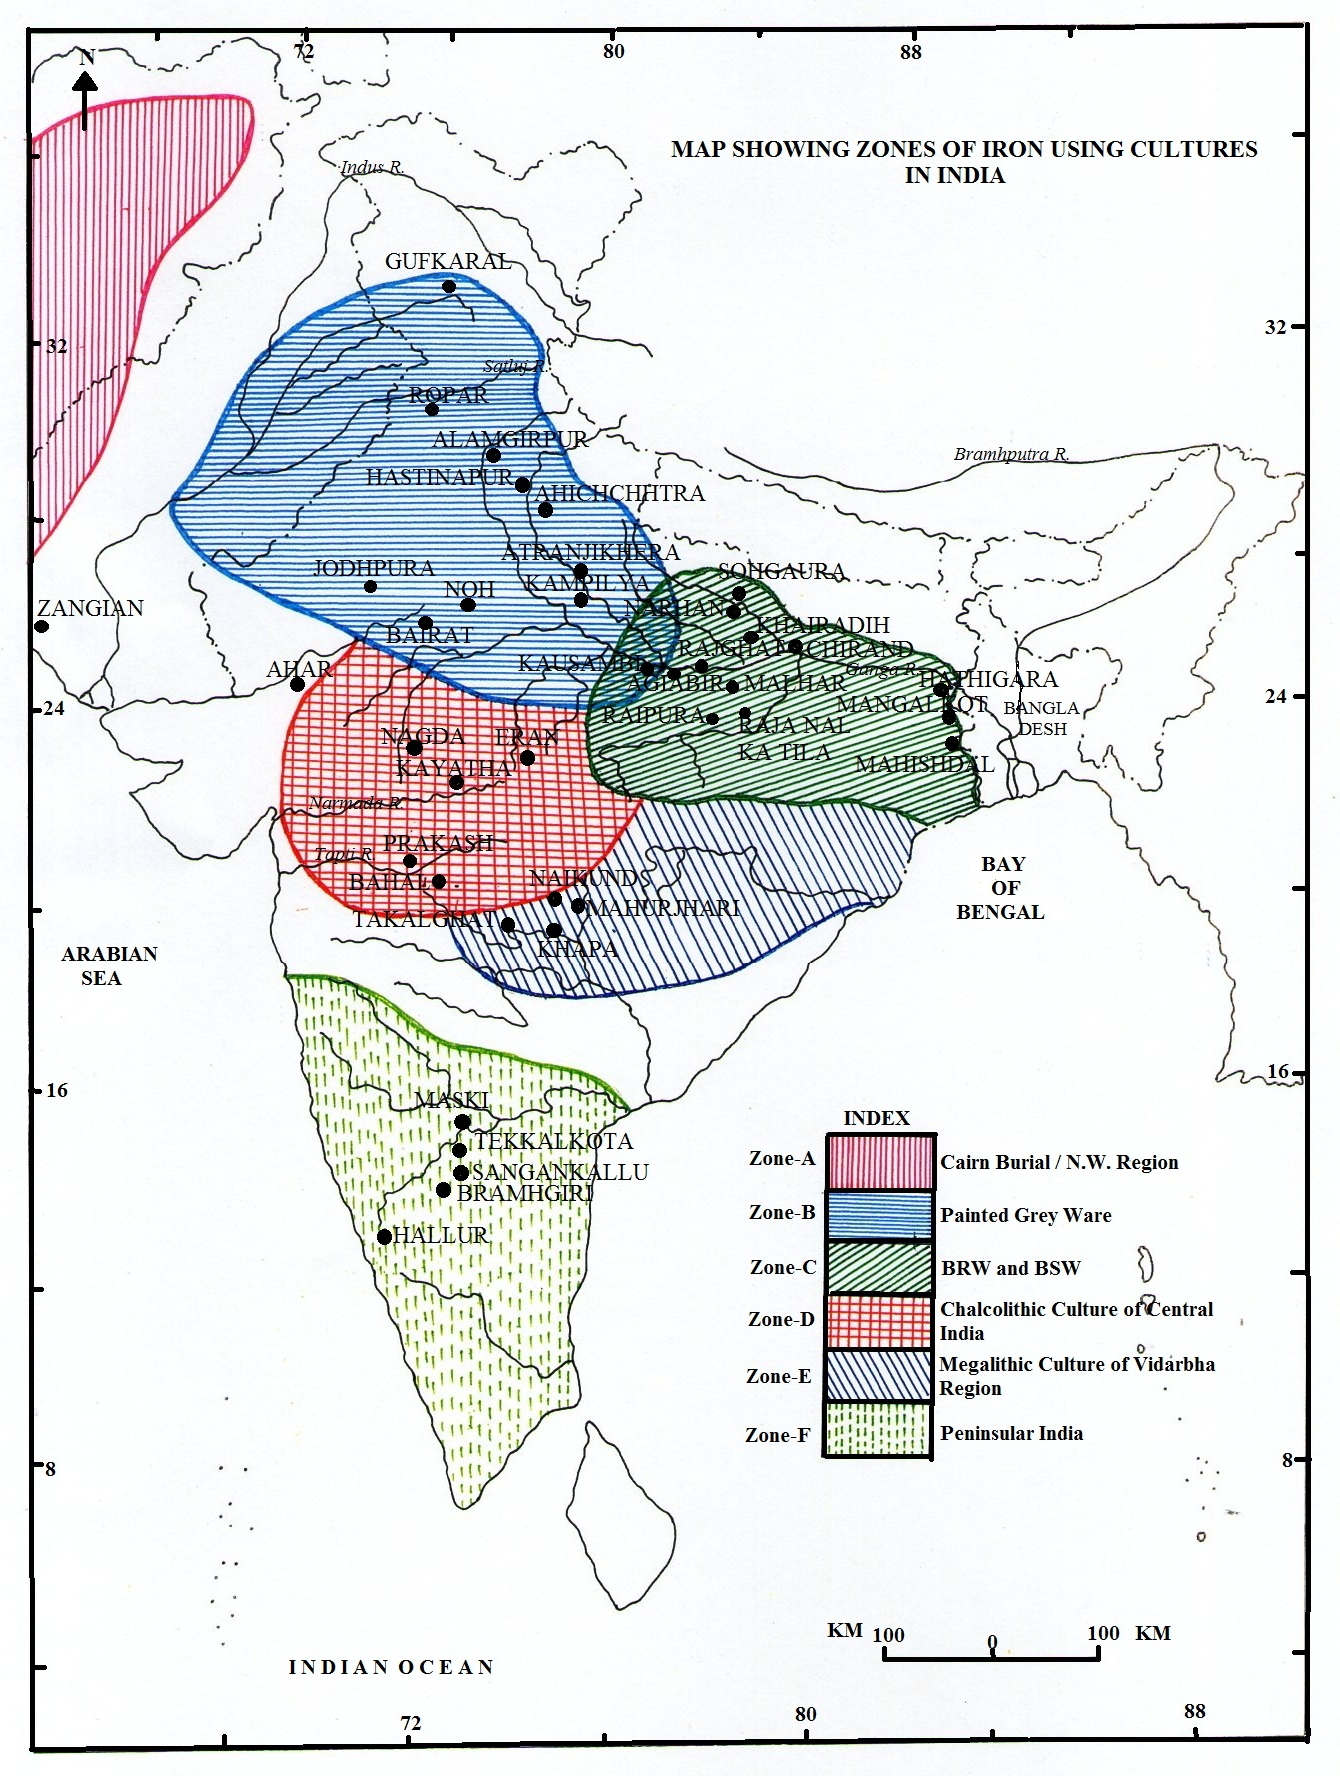 72
80
88
N
MAP SHOWING ZONES OF IRON USING CULTURES
IN INDIA
Indus R.
GUFKARAL
32
32
Satluj R.
ROPAR
ALAMGIRPUR
Bramhputra R.
HASTINAPUR
AHICHCHHTRA
ATRANJIKHERA
JODHPURA
SONGAURA
KAMPILYA
NOH
ZANGIAN
NARHAN
KHAIRADIH
BAIRAT
RAJGHAT
CHIRAND
KAUSAMBI
AHAR
Ganga R.
HATHIGARA
AGIABIR
MALHAR
MANGALKOT
24
24
BANGLA
DESH
RAIPURA
RAJA NAL
KA TILA
NAGDA
ERAN
KAYATHA
MAHISHDAL
Narmada R.
PRAKASH
Tapti R.
BAHAL
NAIKUND
BAY
OF
BENGAL
MAHURJHARI
TAKALGHAT
KHAPA
ARABIAN
SEA
16
16
MASKI
TEKKALKOTA
SANGANKALLU
BRAMHGIRI
HALLUR
INDEX
Zone-A Cairn Burial / N.W. Region
Zone-B Painted Grey Ware
Zone-C BRW and BSW
Zone-D Chalcolithic Culture of Central
India
Zone-E Megalithic Culture of Vidarbha
Region
Zone-F Peninsular India
8
8
KM 100 0 100 KM
INDIAN OCEAN
72
80
88